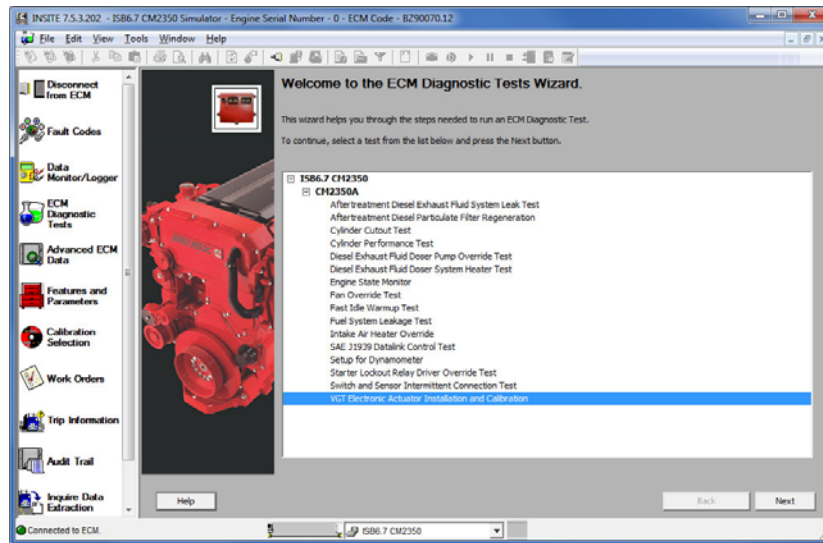 INSITE 7.5.3.202 - ISB6.7 CM2350 Simulator - Engine Serial Number - 0 - ECM Code - BZ90070.12
File Edit View Tools Window Help
Disconnect
from ECM
Fault Codes
Data
Monitor/Logger
ECM
Diagnostic
Tests
Advanced ECM
Data
Features and
Parameters
Calibration
Selection
Work Orders
Trip Information
Audit Trail
Inquire Data
Extraction
Welcome to the ECM Diagnostic Tests Wizard.
This wizard helps you through the steps needed to run an ECM Diagnostic Test.
To continue, select a test from the list below and press the Next button.
ISB6.7 CM2350
CM2350A
Aftertreatment Diesel Exhaust Fluid System Leak Test
Aftertreatment Diesel Particulate Filter Regeneration
Cylinder Cutout Test
Cylinder Performance Test
Diesel Exhaust Fluid Doser Pump Override Test
Diesel Exhaust Fluid Doser System Heater Test
Engine State Monitor
Fan Override Test
Fast Idle Warmup Test
Fuel System Leakage Test
Intake Air Heater Override
SAE J1939 Datalink Control Test
Setup for Dynamometer
Starter Lockout Relay Driver Override Test
Switch and Sensor Intermittent Connection Test
VGT Electronic Actuator Installation and Calibration
Help
Back
Next
Connected to ECM.
ISB6.7 CM2350